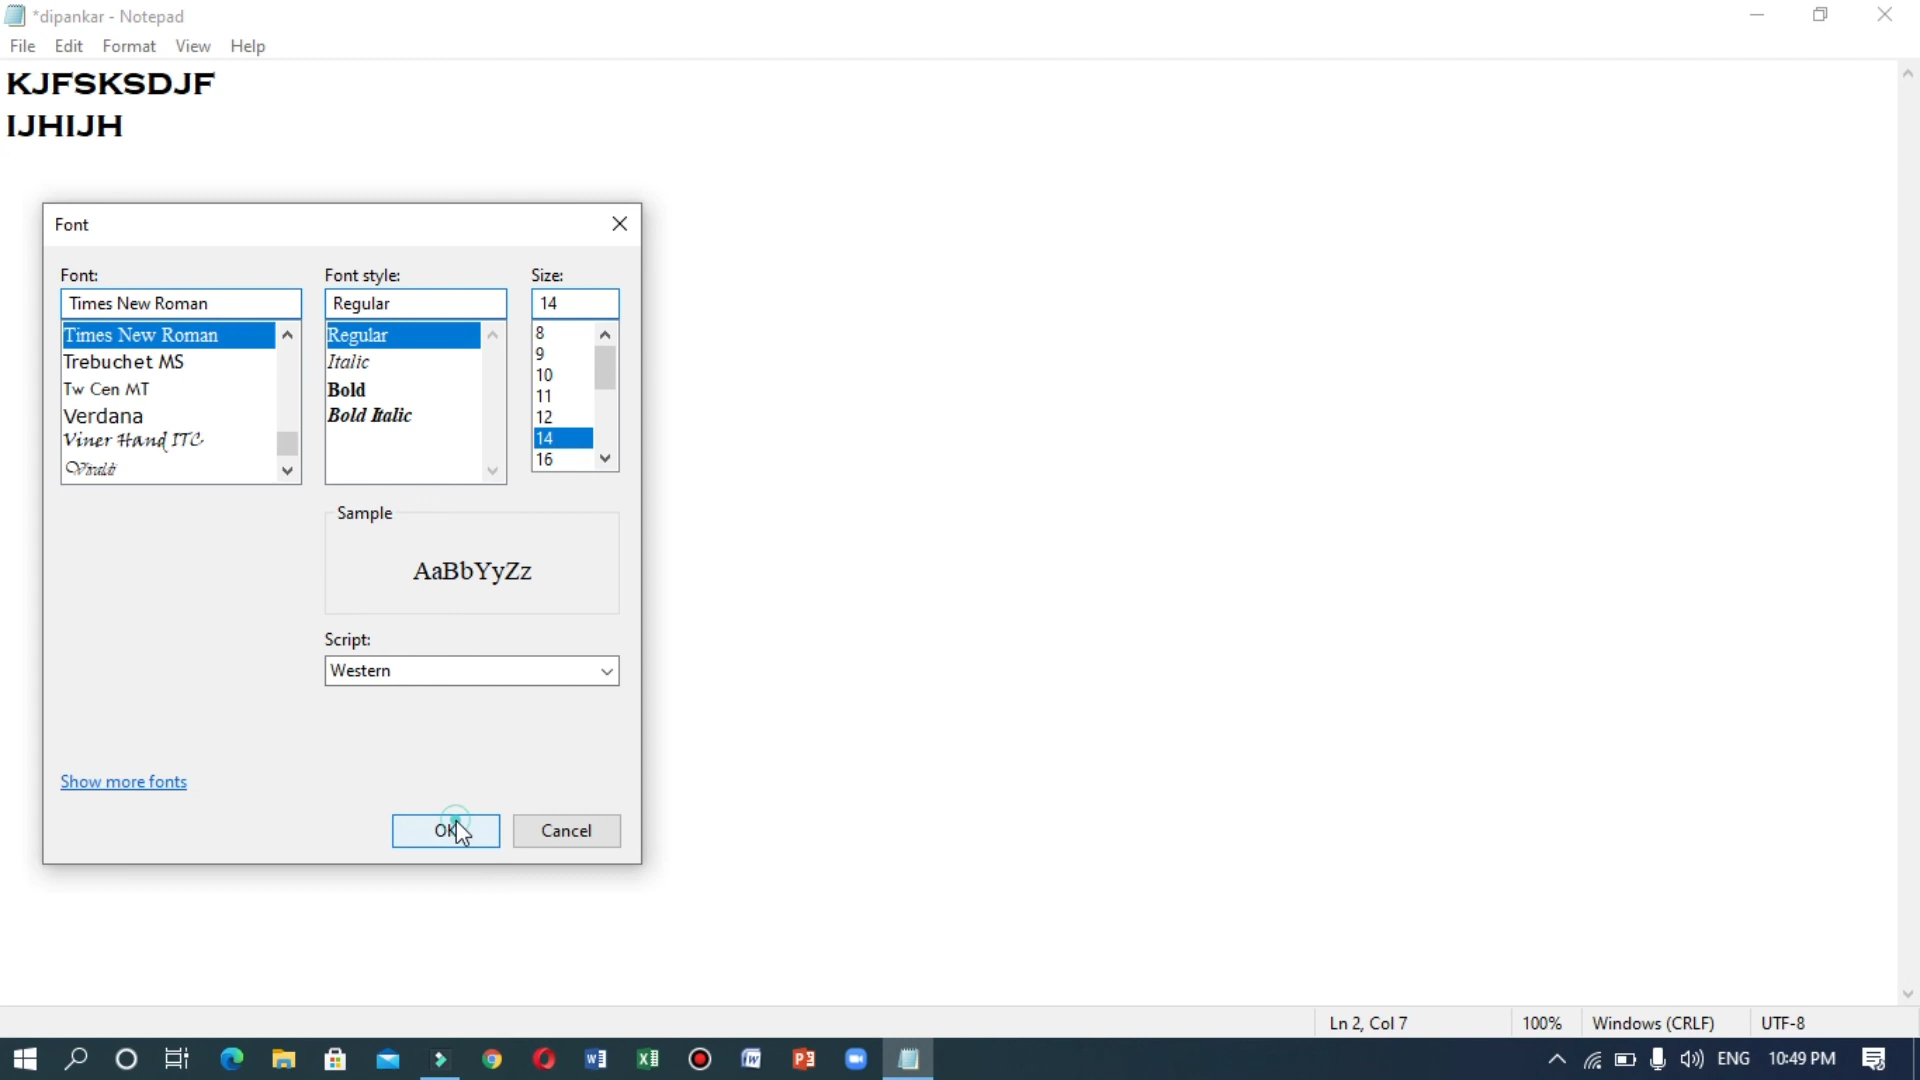 *dipankar - Notepad
File Edit Format View Help
KJFSKSDJF
IJHIJH
Font
Font: Font style: Size:
Times New Roman Regular 14
Times New Roman Regular 8
Trebuchet MS Italic 9
Tw Cen MT Bold 10
Verdana Bold Italic 11
Viner Hand ITC 12
Vivaldi 14
16
Sample
AaBbYyZz
Script:
Western
Show more fonts
OK Cancel
Ln 2, Col 7 100% Windows (CRLF) UTF-8
ENG 10:49 PM